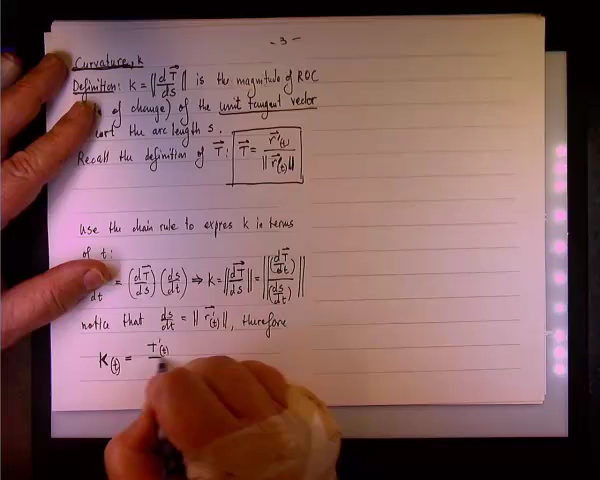 - 3 -
Curvature, k
Definition: k = ‖dT⃗/ds‖ is the magnitude of ROC
of change) of the unit tangent vector
the arc length s.
Recall the definition of T⃗: T⃗ = r⃗'(t)/‖r⃗'(t)‖
Use the chain rule to expres k in terms
of t:
dt = (dT⃗/ds)(ds/dt) ⇒ k = ‖dT⃗/ds‖ = ‖(dT⃗/dt)/(ds/dt)‖
notice that ds/dt = ‖r⃗'(t)‖, therefore
K(t) = T'(t)